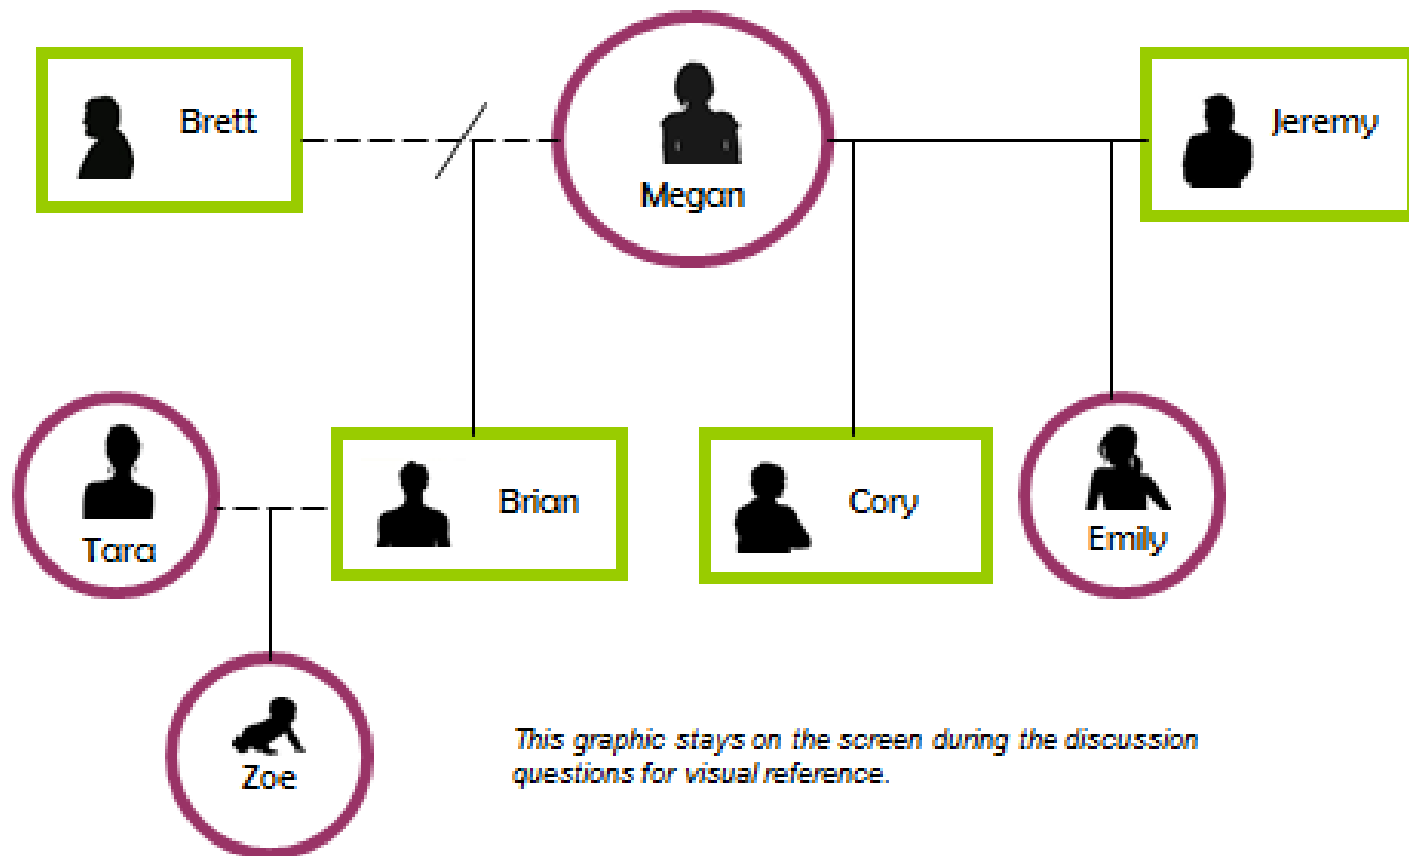 Brett
Megan
Jeremy
Tara
Brian
Cory
Emily
Zoe
This graphic stays on the screen during the discussion
questions for visual reference.